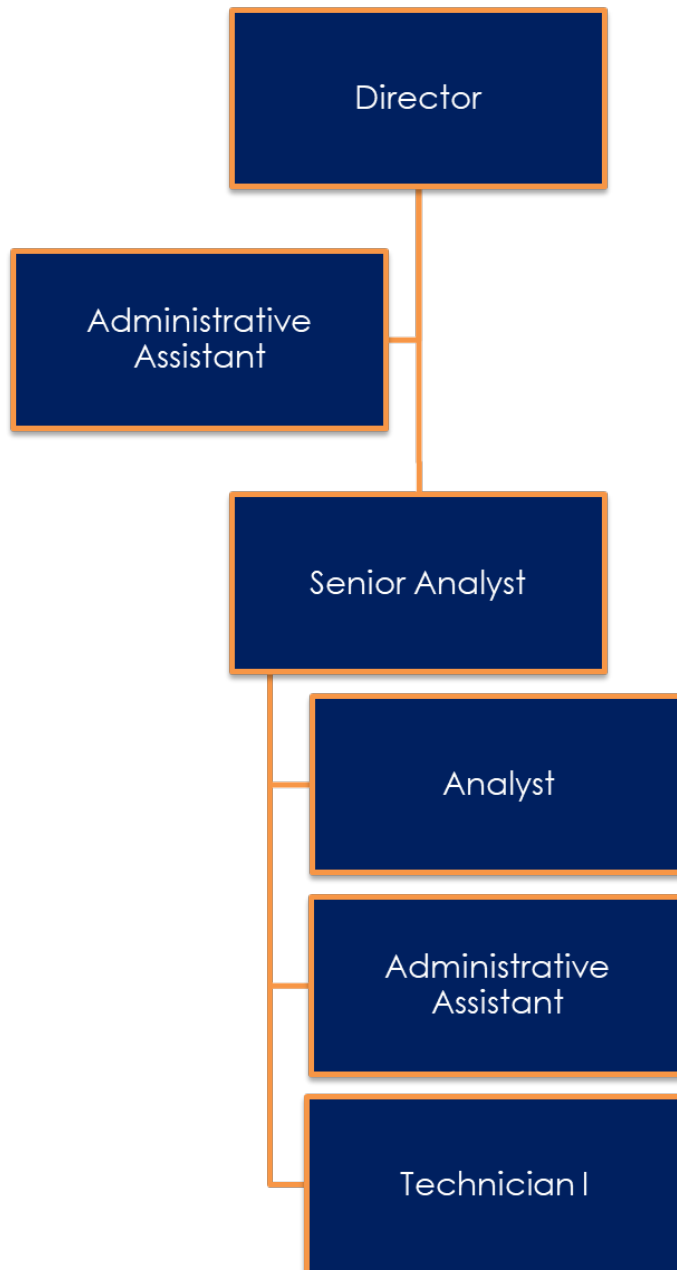 Director
Administrative
Assistant
Senior Analyst
Analyst
Administrative
Assistant
Technician I